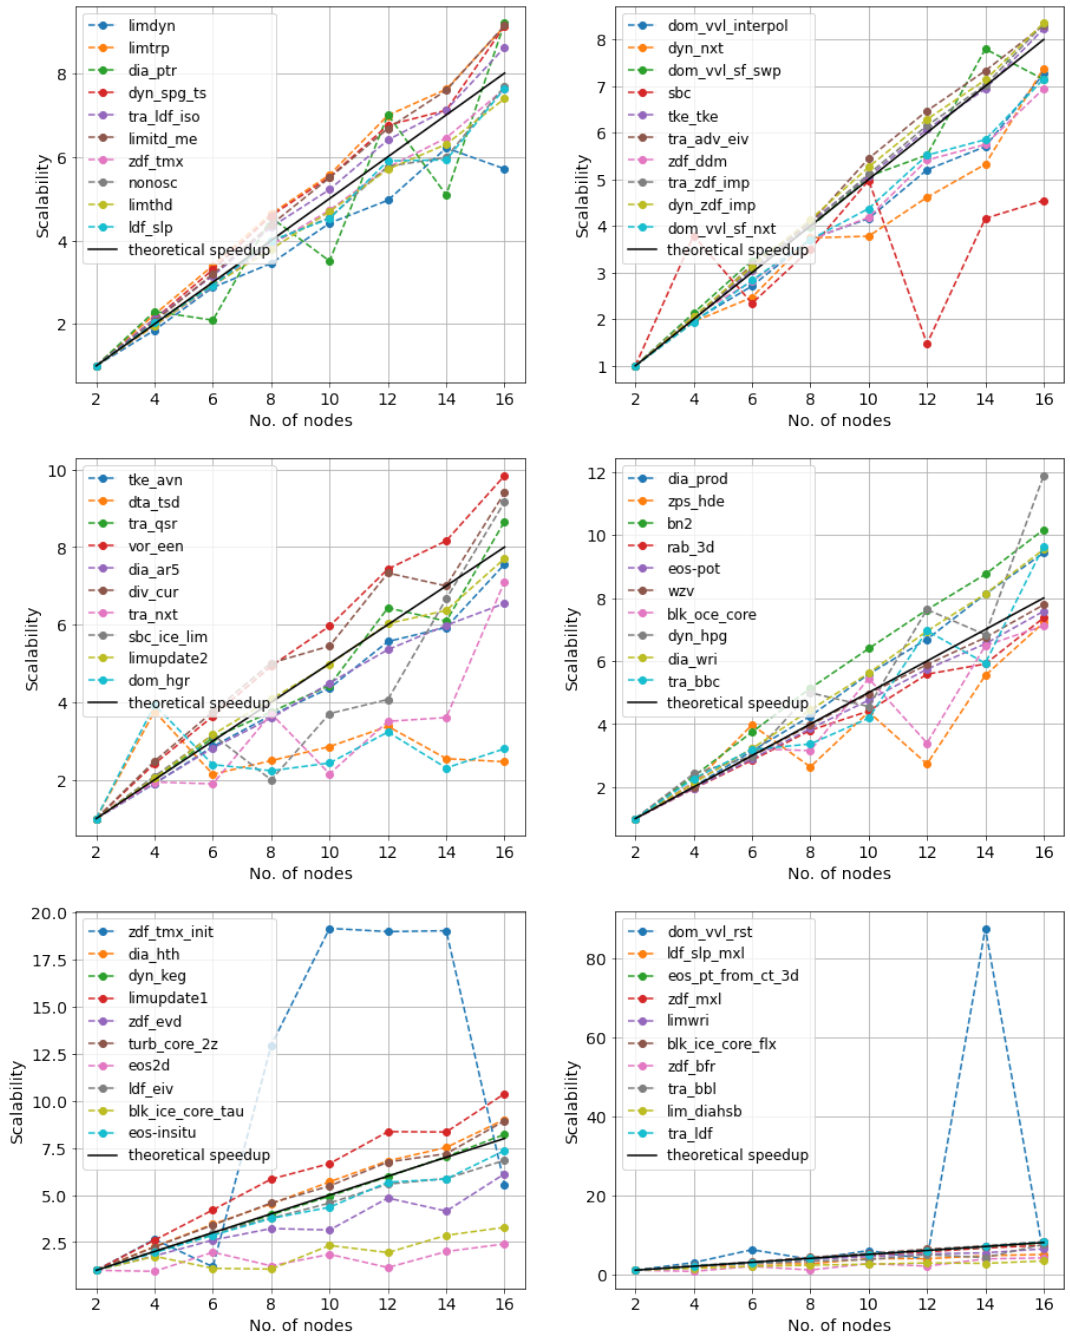 limdyn
limtrp
dia_ptr
dyn_spg_ts
tra_ldf_iso
limitd_me
zdf_tmx
nonosc
limthd
ldf_slp
theoretical speedup
8
6
4
2
Scalability
2 4 6 8 10 12 14 16
No. of nodes
dom_vvl_interpol
dyn_nxt
dom_vvl_sf_swp
sbc
tke_tke
tra_adv_eiv
zdf_ddm
tra_zdf_imp
dyn_zdf_imp
dom_vvl_sf_nxt
theoretical speedup
8
7
6
5
4
3
2
1
Scalability
2 4 6 8 10 12 14 16
No. of nodes
tke_avn
dta_tsd
tra_qsr
vor_een
dia_ar5
div_cur
tra_nxt
sbc_ice_lim
limupdate2
dom_hgr
theoretical speedup
10
8
6
4
2
Scalability
2 4 6 8 10 12 14 16
No. of nodes
dia_prod
zps_hde
bn2
rab_3d
eos-pot
wzv
blk_oce_core
dyn_hpg
dia_wri
tra_bbc
theoretical speedup
12
10
8
6
4
2
Scalability
2 4 6 8 10 12 14 16
No. of nodes
zdf_tmx_init
dia_hth
dyn_keg
limupdate1
zdf_evd
turb_core_2z
eos2d
ldf_eiv
blk_ice_core_tau
eos-insitu
theoretical speedup
20.0
17.5
15.0
12.5
10.0
7.5
5.0
2.5
Scalability
2 4 6 8 10 12 14 16
No. of nodes
dom_vvl_rst
ldf_slp_mxl
eos_pt_from_ct_3d
zdf_mxl
limwri
blk_ice_core_flx
zdf_bfr
tra_bbl
lim_diahsb
tra_ldf
theoretical speedup
80
60
40
20
0
Scalability
2 4 6 8 10 12 14 16
No. of nodes